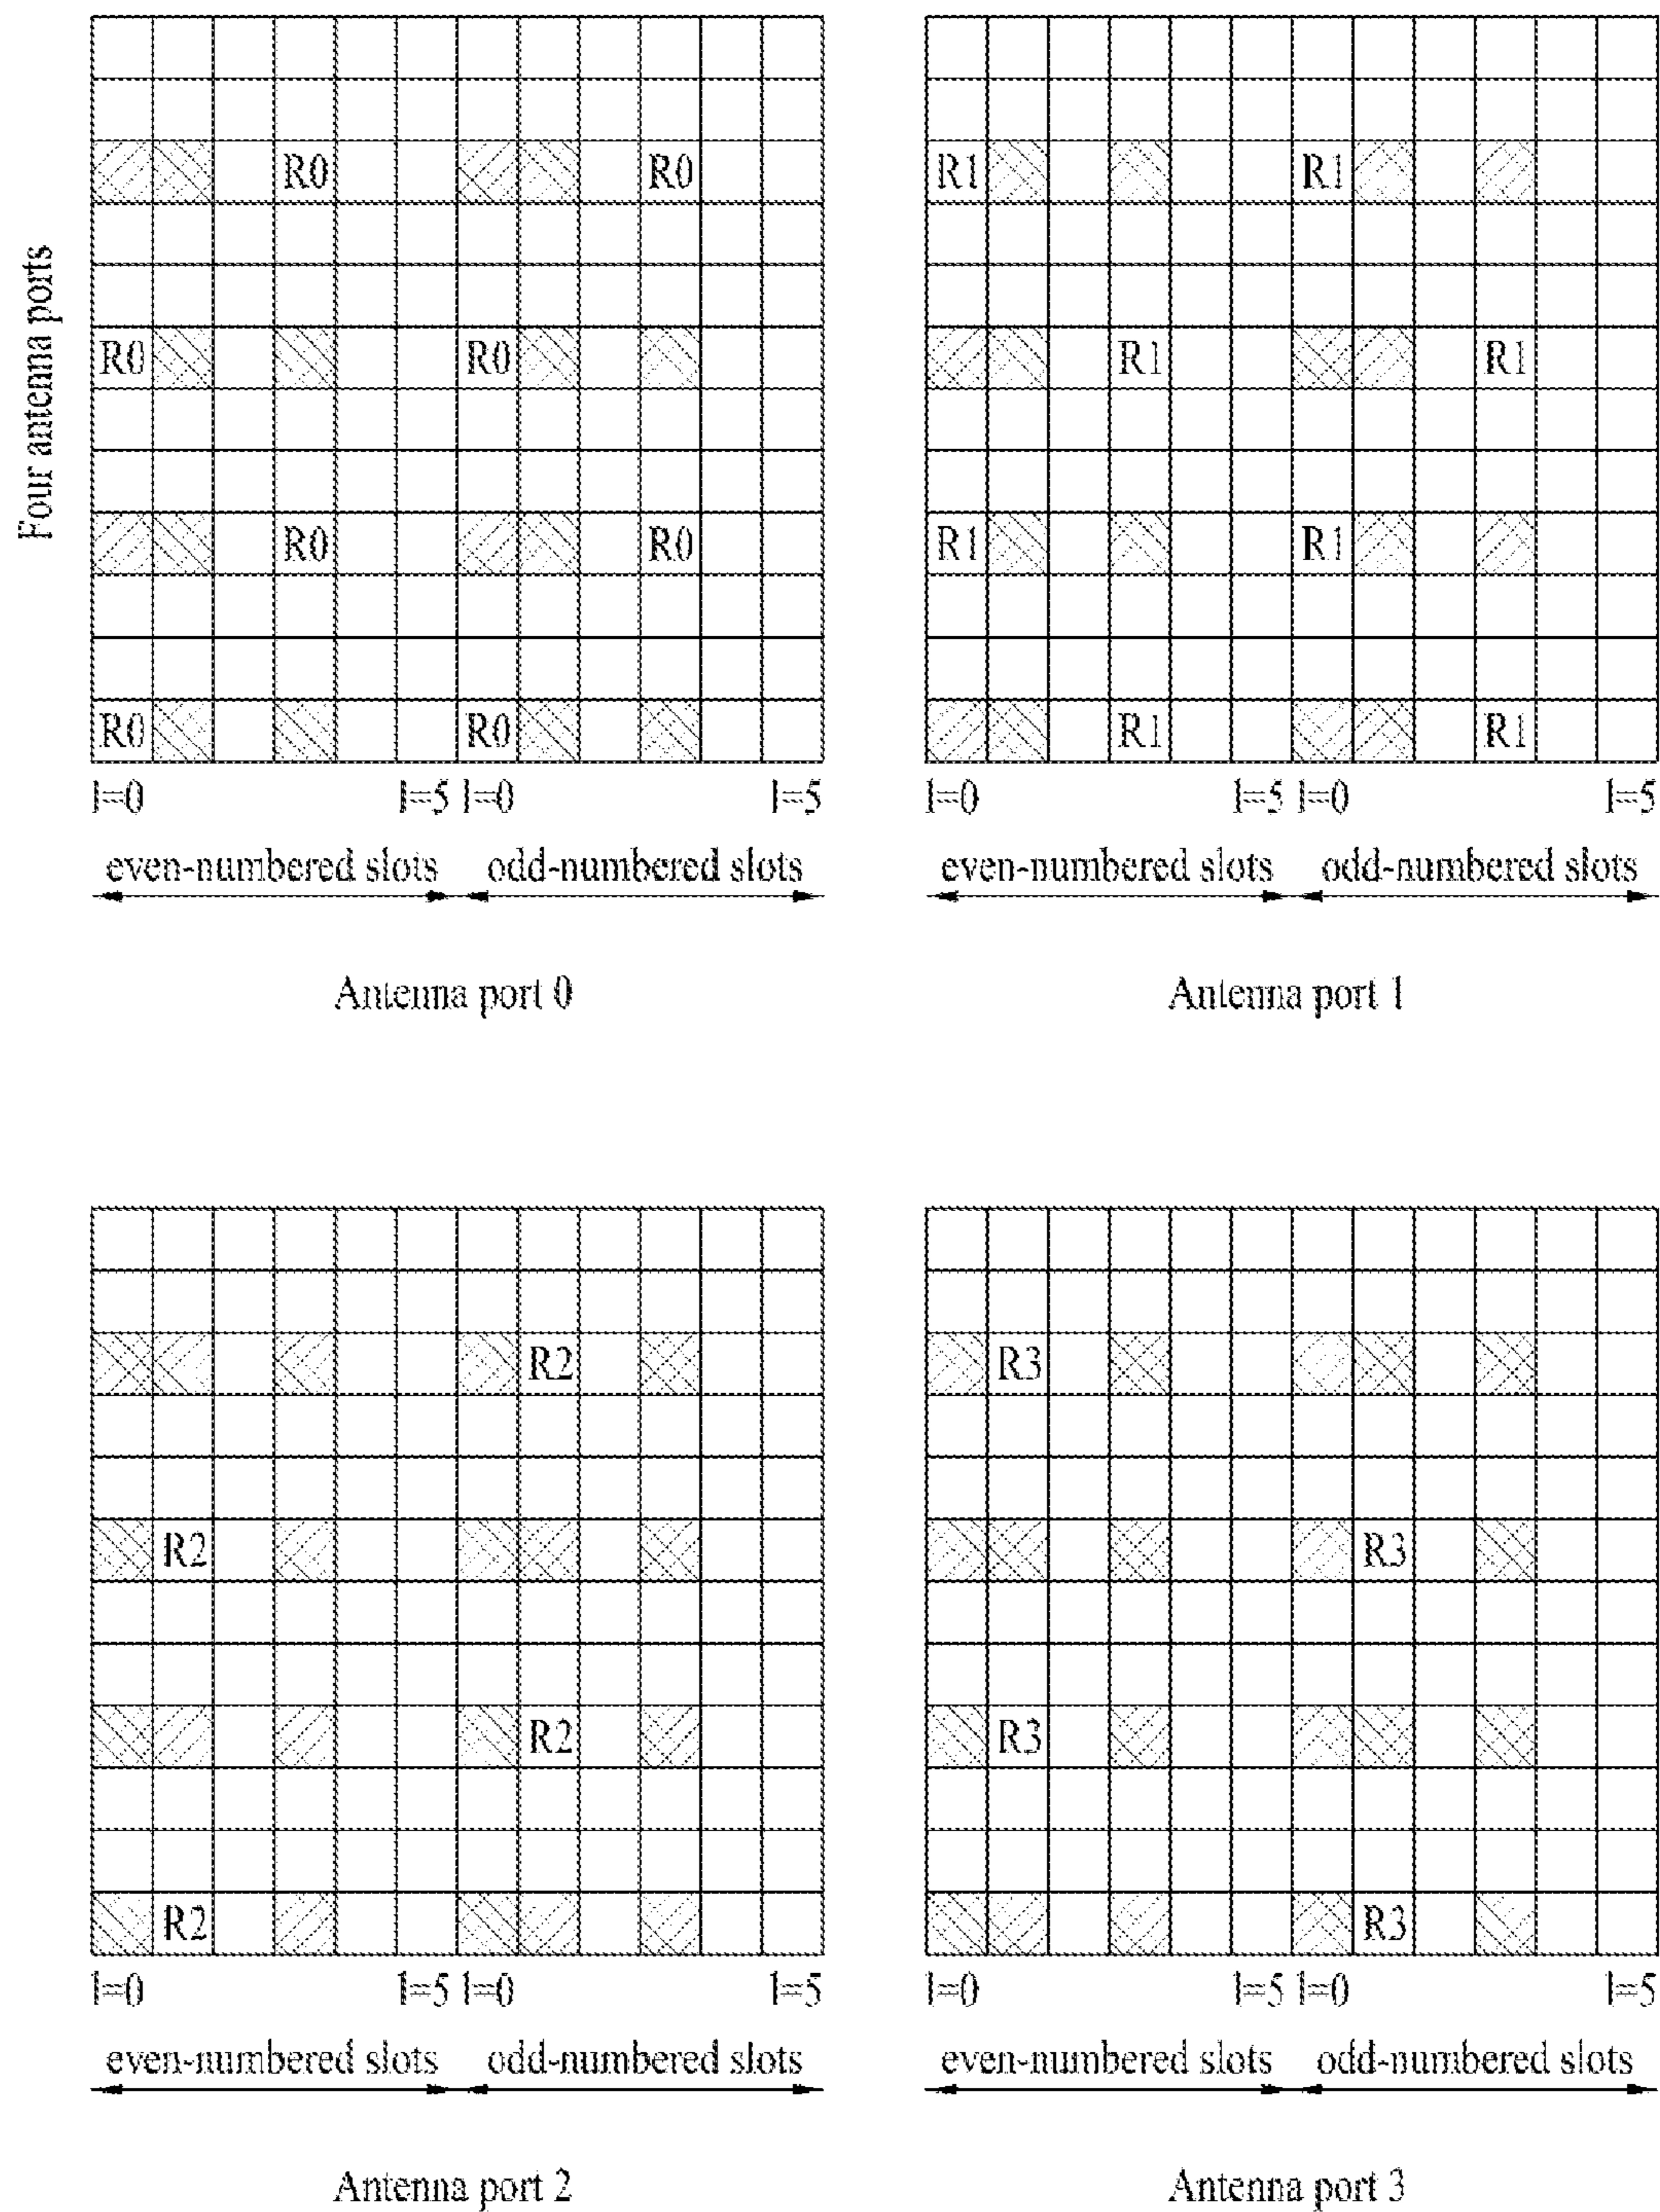 Four antenna ports
R0 R0
R0 R0
R0 R0
R0 R0
l=0 l=5 l=0 l=5
even-numbered slots odd-numbered slots
Antenna port 0
R1 R1
R1 R1
R1 R1
R1 R1
l=0 l=5 l=0 l=5
even-numbered slots odd-numbered slots
Antenna port 1
R2
R2
R2
R2
l=0 l=5 l=0 l=5
even-numbered slots odd-numbered slots
Antenna port 2
R3
R3
R3
R3
l=0 l=5 l=0 l=5
even-numbered slots odd-numbered slots
Antenna port 3